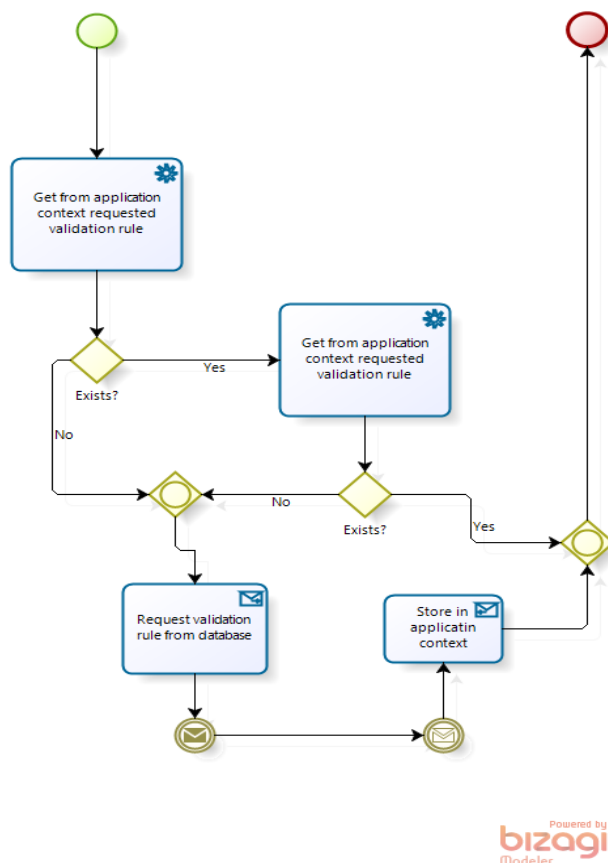 Get from application
context requested
validation rule
Get from application
context requested
validation rule
Yes
Exists?
No
No
Exists?
Yes
Request validation
rule from database
Store in
applicatin
context
Powered by
bizagi
Modeler